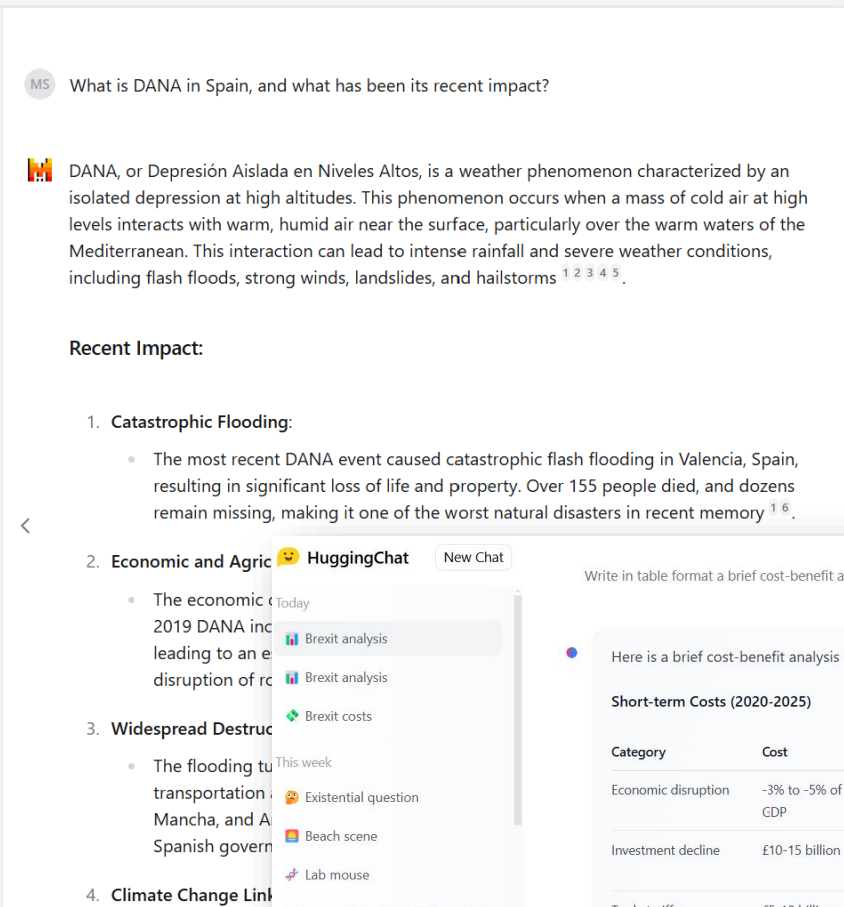 MS
What is DANA in Spain, and what has been its recent impact?
DANA, or Depresión Aislada en Niveles Altos, is a weather phenomenon characterized by an
isolated depression at high altitudes. This phenomenon occurs when a mass of cold air at high
levels interacts with warm, humid air near the surface, particularly over the warm waters of the
Mediterranean. This interaction can lead to intense rainfall and severe weather conditions,
including flash floods, strong winds, landslides, and hailstorms 1 2 3 4 5.
Recent Impact:
1. Catastrophic Flooding:
The most recent DANA event caused catastrophic flash flooding in Valencia, Spain,
resulting in significant loss of life and property. Over 155 people died, and dozens
remain missing, making it one of the worst natural disasters in recent memory 1 6.
2. Economic and Agric
The economic
2019 DANA inc
leading to an es
disruption of ro
3. Widespread Destruc
The flooding tu
transportation
Mancha, and A
Spanish govern
4. Climate Change Link
HuggingChat
New Chat
Today
Brexit analysis
Brexit analysis
Brexit costs
This week
Existential question
Beach scene
Lab mouse
Write in table format a brief cost-benefit a
Here is a brief cost-benefit analysis
Short-term Costs (2020-2025)
Category Cost
Economic disruption -3% to -5% of
GDP
Investment decline £10-15 billion